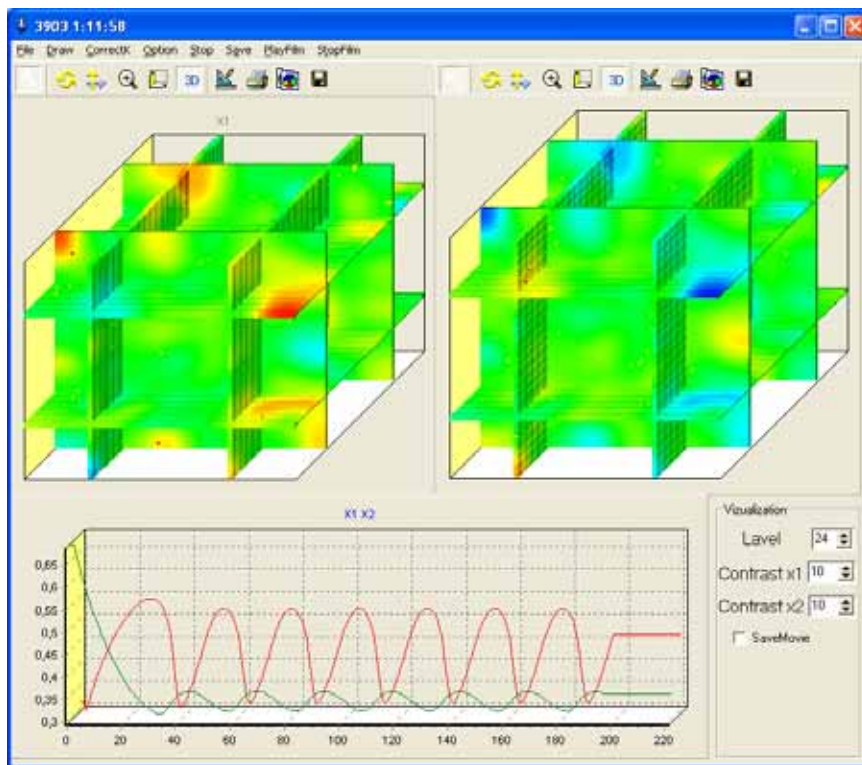 3903 1:11:58
File Draw CorrectK Option Stop Save PlayFilm StopFilm
3D
3D
X1
X1 X2
0,65
0,6
0,55
0,5
0,45
0,4
0,35
0,3
0 20 40 60 80 100 120 140 160 180 200 220
Vizualization
Lavel 24
Contrast x1 10
Contrast x2 10
SaveMovie